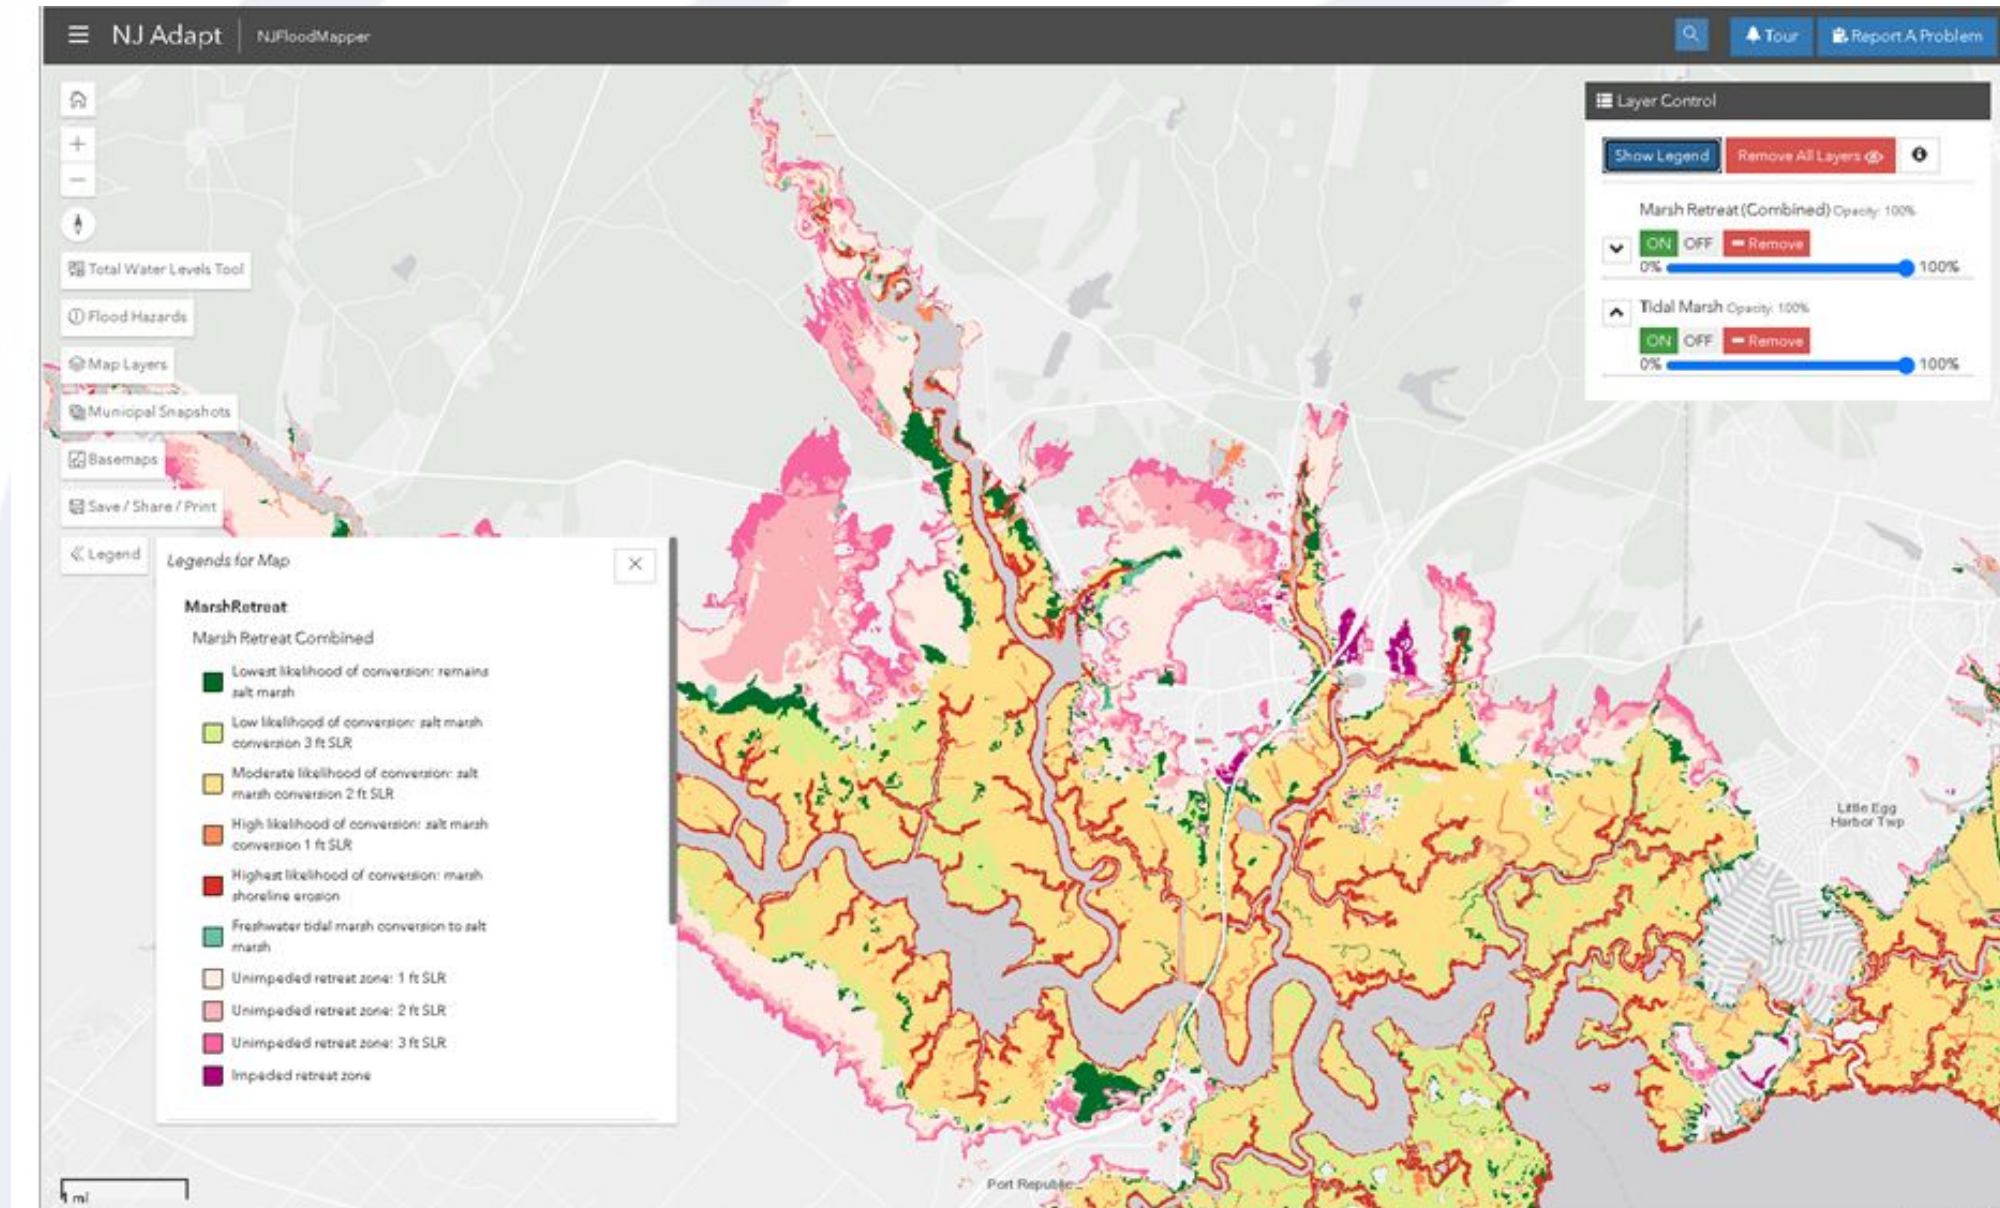 NJ Adapt
NJFloodMapper
Tour
Report A Problem
Layer Control
Show Legend
Remove All Layers
Marsh Retreat (Combined) Opacity: 100%
ON OFF Remove
0% 100%
Tidal Marsh Opacity: 100%
ON OFF Remove
0% 100%
Total Water Levels Tool
Flood Hazards
Map Layers
Municipal Snapshots
Basemaps
Save / Share / Print
Legend
Legends for Map
MarshRetreat
Marsh Retreat Combined
Lowest likelihood of conversion: remains
salt marsh
Low likelihood of conversion: salt marsh
conversion 3 ft SLR
Moderate likelihood of conversion: salt
marsh conversion 2 ft SLR
High likelihood of conversion: salt marsh
conversion 1 ft SLR
Highest likelihood of conversion: marsh
shoreline erosion
Freshwater tidal marsh conversion to salt
marsh
Unimpeded retreat zone: 1 ft SLR
Unimpeded retreat zone: 2 ft SLR
Unimpeded retreat zone: 3 ft SLR
Impeded retreat zone
Little Egg
Harbor Twp
Port Republic
1 mi